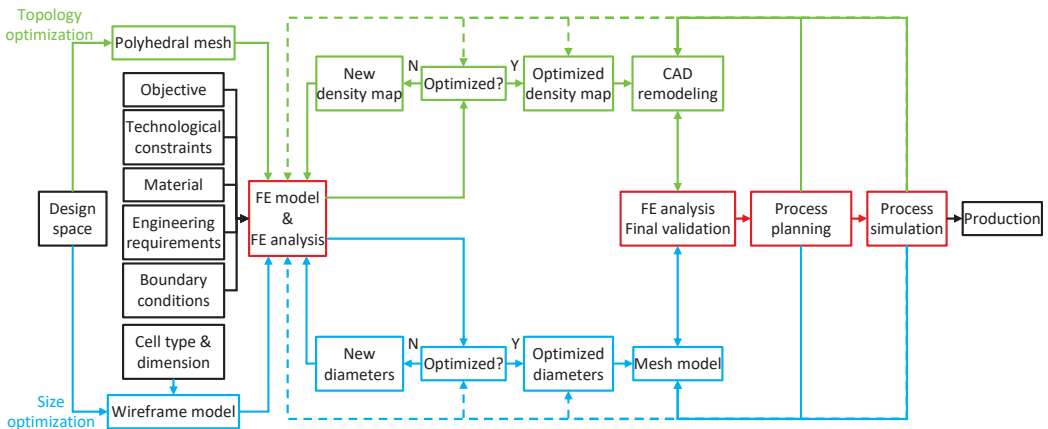 Topology
optimization
Polyhedral mesh
Objective
Technological
constraints
Material
Engineering
requirements
Boundary
conditions
Cell type &
dimension
Design
space
Size
optimization
Wireframe model
FE model
&
FE analysis
New
density map
N
Optimized?
Y
Optimized
density map
CAD
remodeling
FE analysis
Final validation
Process
planning
Process
simulation
Production
New
diameters
N
Optimized?
Y
Optimized
diameters
Mesh model